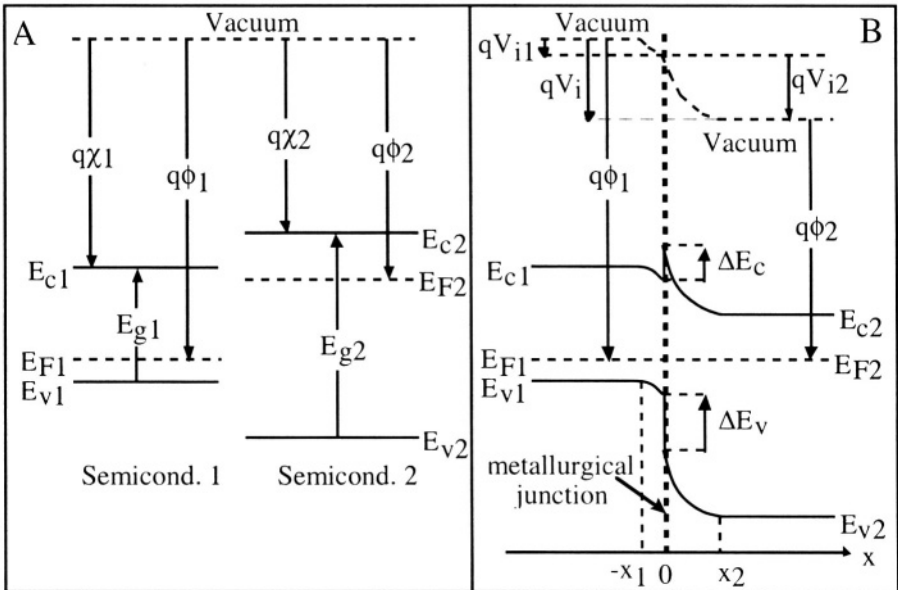 A
Vacuum
qχ1
qϕ1
qχ2
qϕ2
Ec1
Eg1
EF1
Ev1
Ec2
EF2
Eg2
Ev2
Semicond. 1
Semicond. 2
B
Vacuum
qVi1
qVi
qVi2
Vacuum
qϕ1
qϕ2
Ec1
ΔEc
Ec2
EF1
EF2
Ev1
ΔEv
metallurgical
junction
Ev2
-x1
0
x2
x